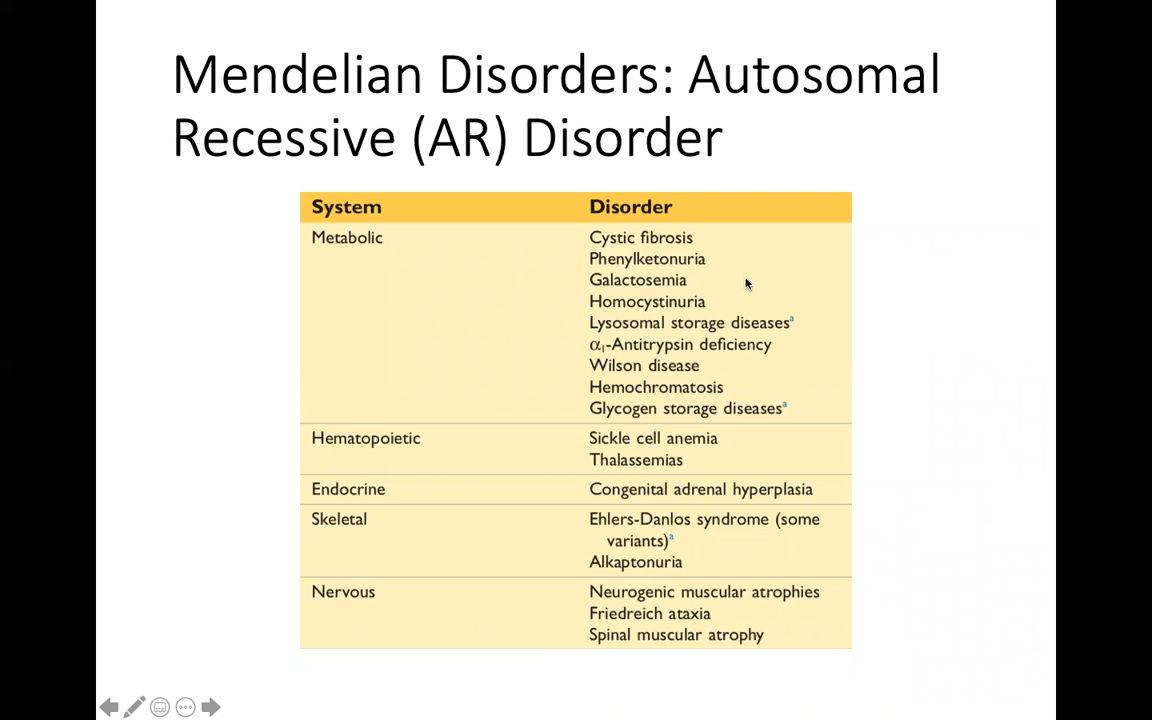 Mendelian Disorders: Autosomal
Recessive (AR) Disorder
System Disorder
Metabolic Cystic fibrosis
Phenylketonuria
Galactosemia
Homocystinuria
Lysosomal storage diseasesᵃ
α₁-Antitrypsin deficiency
Wilson disease
Hemochromatosis
Glycogen storage diseasesᵃ
Hematopoietic Sickle cell anemia
Thalassemias
Endocrine Congenital adrenal hyperplasia
Skeletal Ehlers-Danlos syndrome (some
variants)ᵃ
Alkaptonuria
Nervous Neurogenic muscular atrophies
Friedreich ataxia
Spinal muscular atrophy